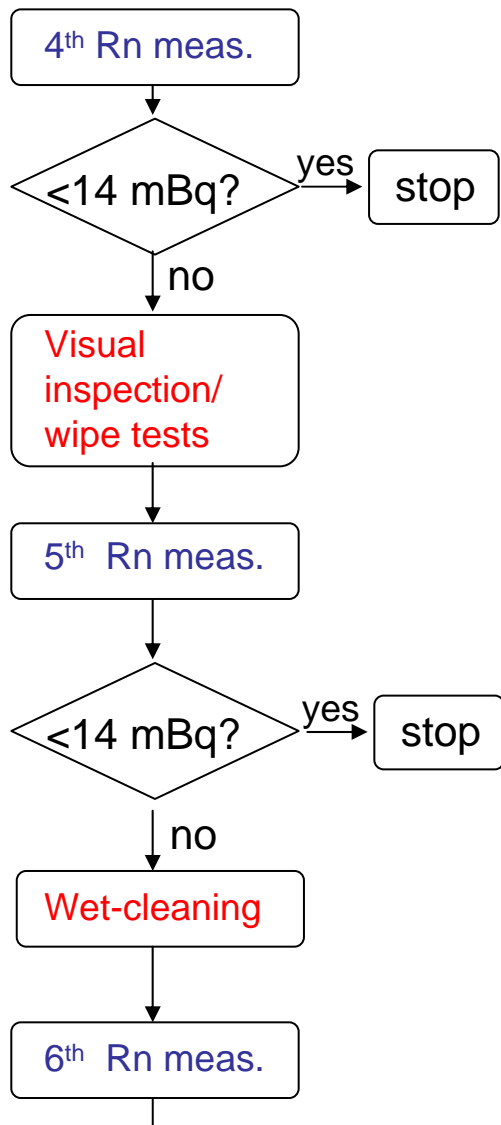 4th Rn meas.
<14 mBq?
yes
stop
no
Visual
inspection/
wipe tests
5th Rn meas.
<14 mBq?
yes
stop
no
Wet-cleaning
6th Rn meas.